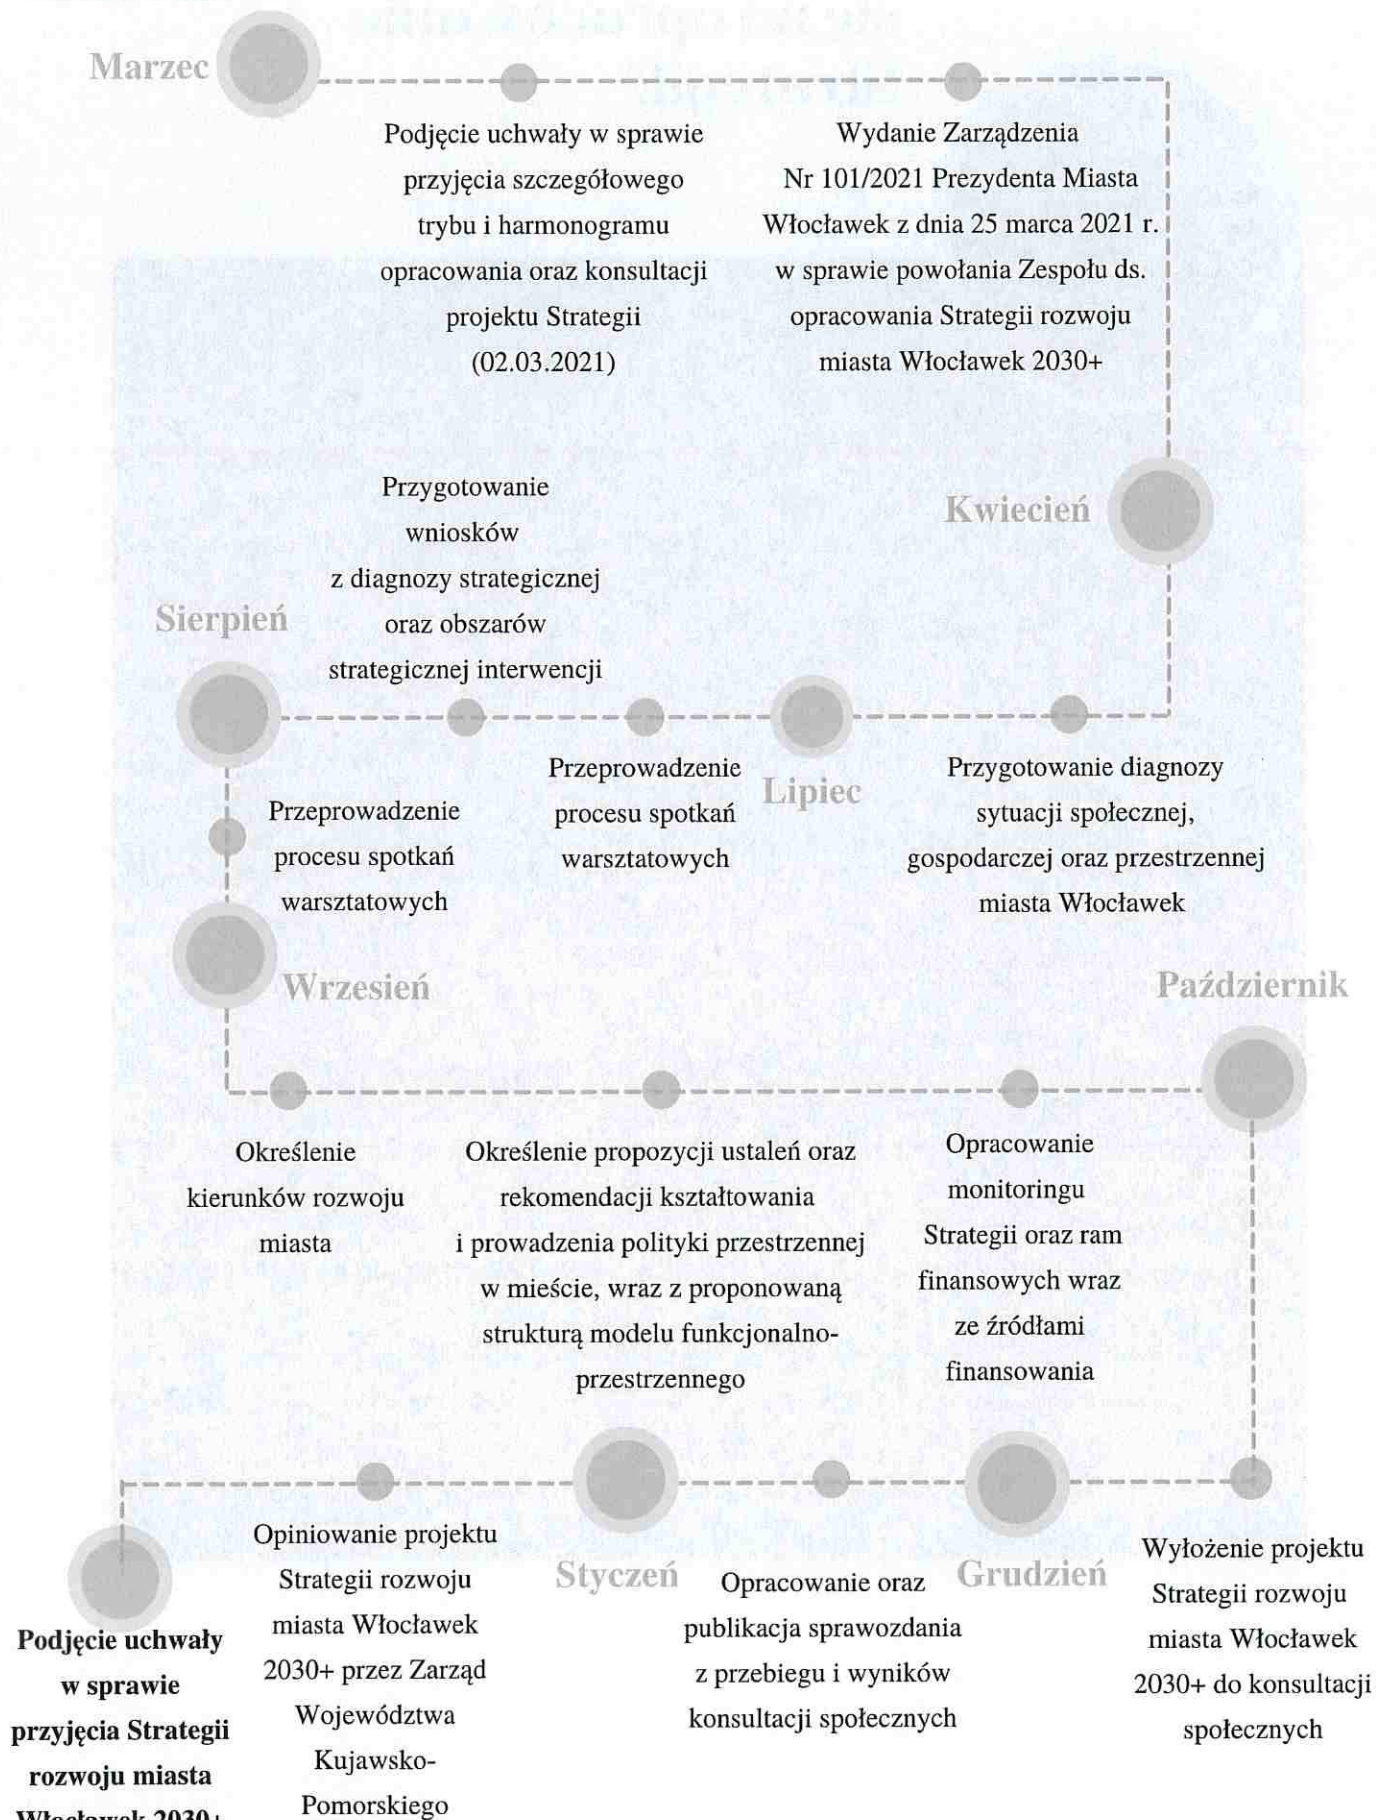 Marzec
Podjęcie uchwały w sprawie
przyjęcia szczegółowego
trybu i harmonogramu
opracowania oraz konsultacji
projektu Strategii
(02.03.2021)
Wydanie Zarządzenia
Nr 101/2021 Prezydenta Miasta
Włocławek z dnia 25 marca 2021 r.
w sprawie powołania Zespołu ds.
opracowania Strategii rozwoju
miasta Włocławek 2030+
Kwiecień
Przygotowanie diagnozy
sytuacji społecznej,
gospodarczej oraz przestrzennej
miasta Włocławek
Lipiec
Przeprowadzenie
procesu spotkań
warsztatowych
Przygotowanie
wniosków
z diagnozy strategicznej
oraz obszarów
strategicznej interwencji
Sierpień
Przeprowadzenie
procesu spotkań
warsztatowych
Wrzesień
Określenie
kierunków rozwoju
miasta
Określenie propozycji ustaleń oraz
rekomendacji kształtowania
i prowadzenia polityki przestrzennej
w mieście, wraz z proponowaną
strukturą modelu funkcjonalno-
przestrzennego
Opracowanie
monitoringu
Strategii oraz ram
finansowych wraz
ze źródłami
finansowania
Październik
Wyłożenie projektu
Strategii rozwoju
miasta Włocławek
2030+ do konsultacji
społecznych
Grudzień
Opracowanie oraz
publikacja sprawozdania
z przebiegu i wyników
konsultacji społecznych
Styczeń
Opiniowanie projektu
Strategii rozwoju
miasta Włocławek
2030+ przez Zarząd
Województwa
Kujawsko-
Pomorskiego
Podjęcie uchwały
w sprawie
przyjęcia Strategii
rozwoju miasta
Włocławek 2030+